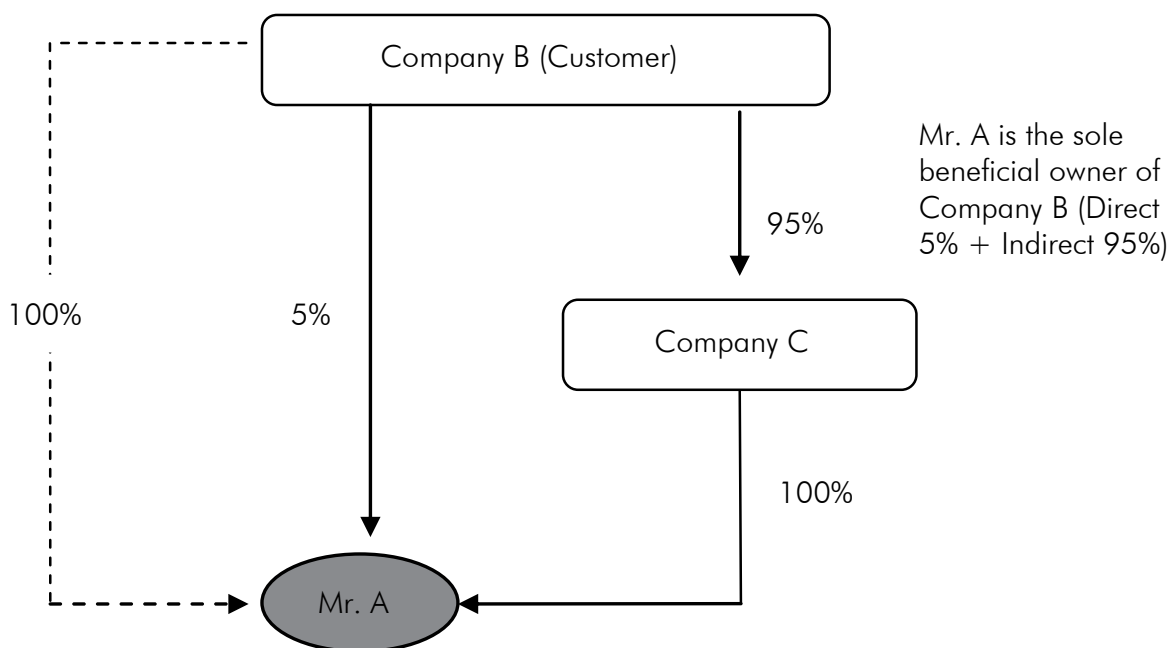 Company B (Customer)
Mr. A is the sole
beneficial owner of
Company B (Direct
5% + Indirect 95%)
95%
100%
5%
Company C
100%
Mr. A